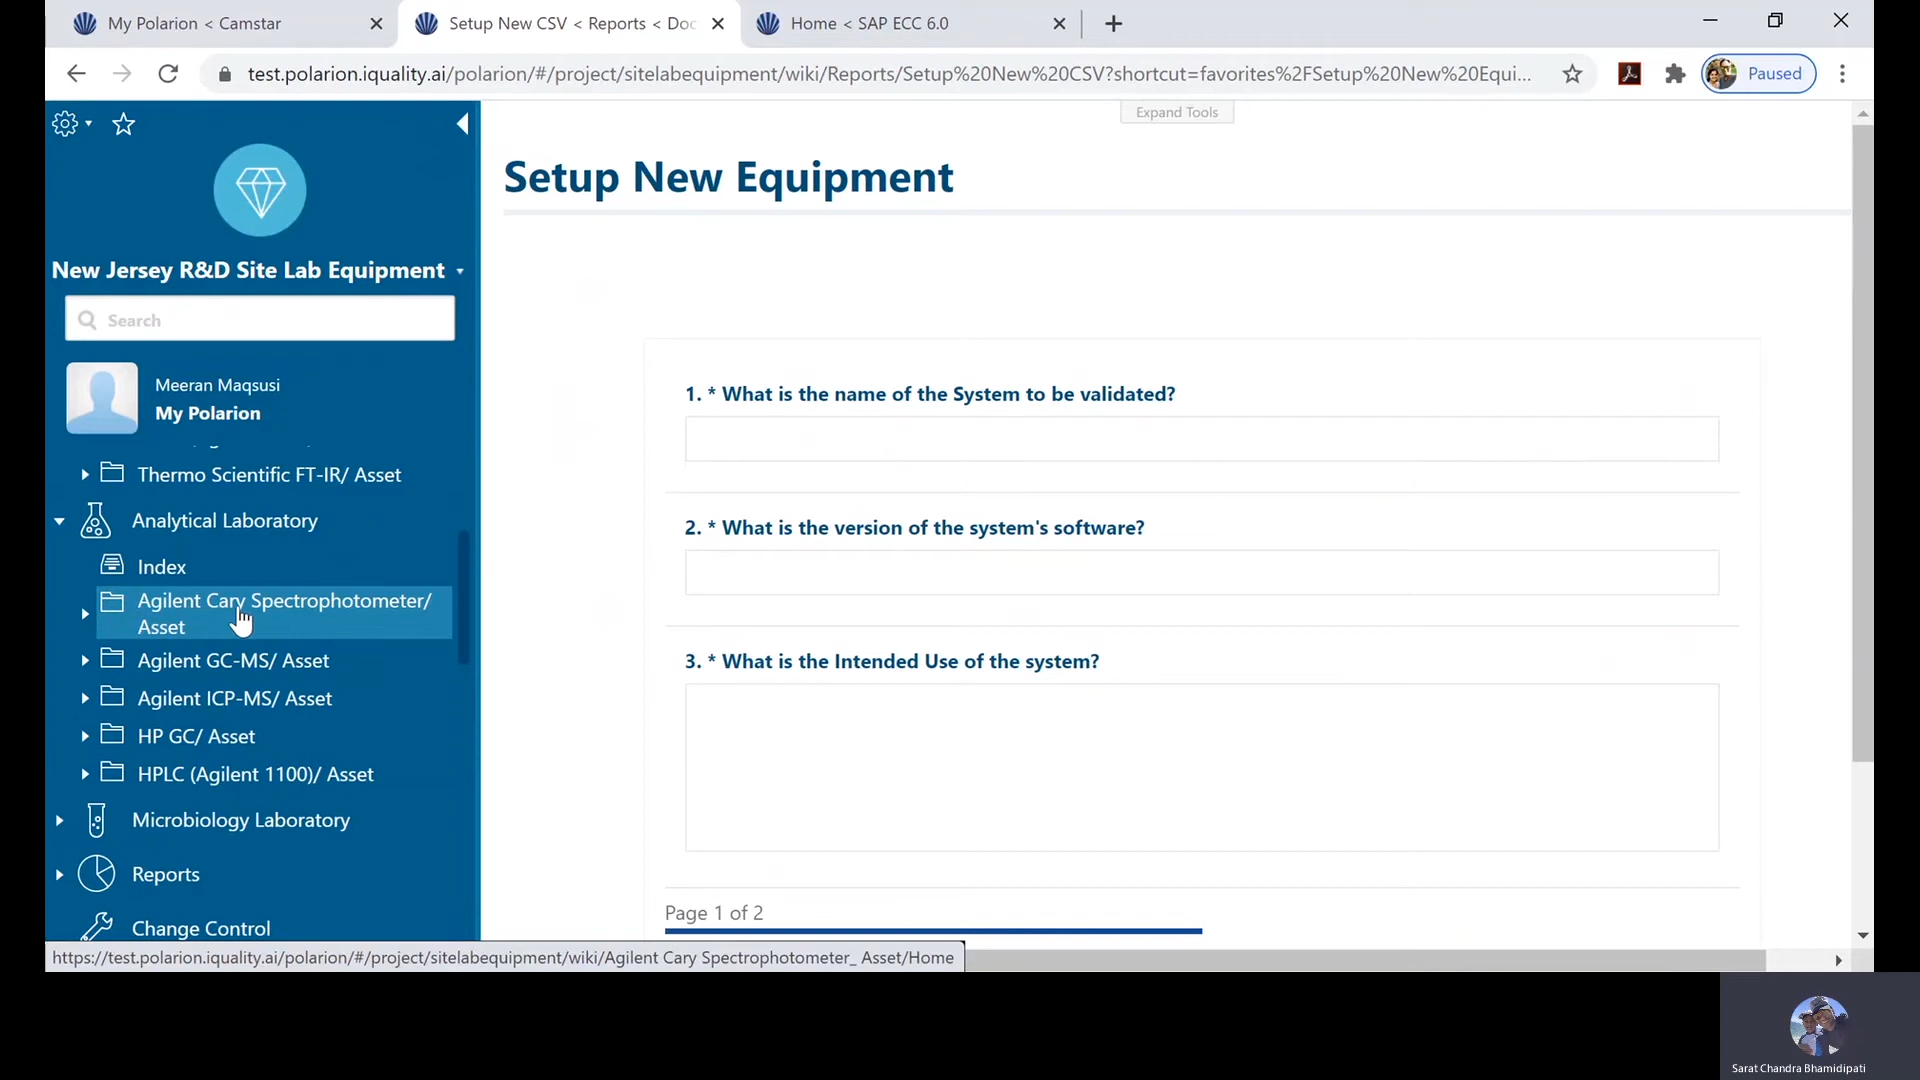 My Polarion < Camstar
Setup New CSV < Reports < Doc
Home < SAP ECC 6.0
test.polarion.iquality.ai/polarion/#/project/sitelabequipment/wiki/Reports/Setup%20New%20CSV?shortcut=favorites%2FSetup%20New%20Equi...
Paused
Expand Tools
Setup New Equipment
New Jersey R&D Site Lab Equipment
Search
Meeran Maqsusi
My Polarion
Thermo Scientific FT-IR/ Asset
Analytical Laboratory
Index
Agilent Cary Spectrophotometer/
Asset
Agilent GC-MS/ Asset
Agilent ICP-MS/ Asset
HP GC/ Asset
HPLC (Agilent 1100)/ Asset
Microbiology Laboratory
Reports
Change Control
1. * What is the name of the System to be validated?
2. * What is the version of the system's software?
3. * What is the Intended Use of the system?
Page 1 of 2
https://test.polarion.iquality.ai/polarion/#/project/sitelabequipment/wiki/Agilent Cary Spectrophotometer_ Asset/Home
Sarat Chandra Bhamidipati